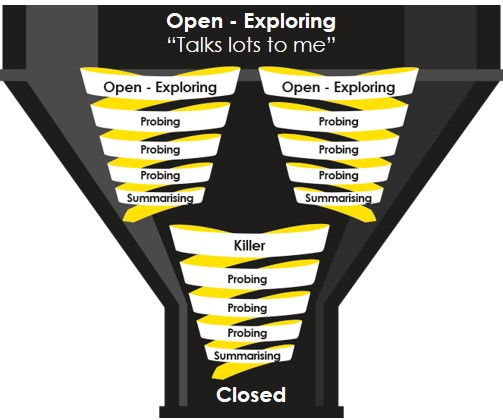 Open - Exploring
“Talks lots to me”
Open - Exploring
Probing
Probing
Probing
Summarising
Open - Exploring
Probing
Probing
Probing
Summarising
Killer
Probing
Probing
Probing
Summarising
Closed